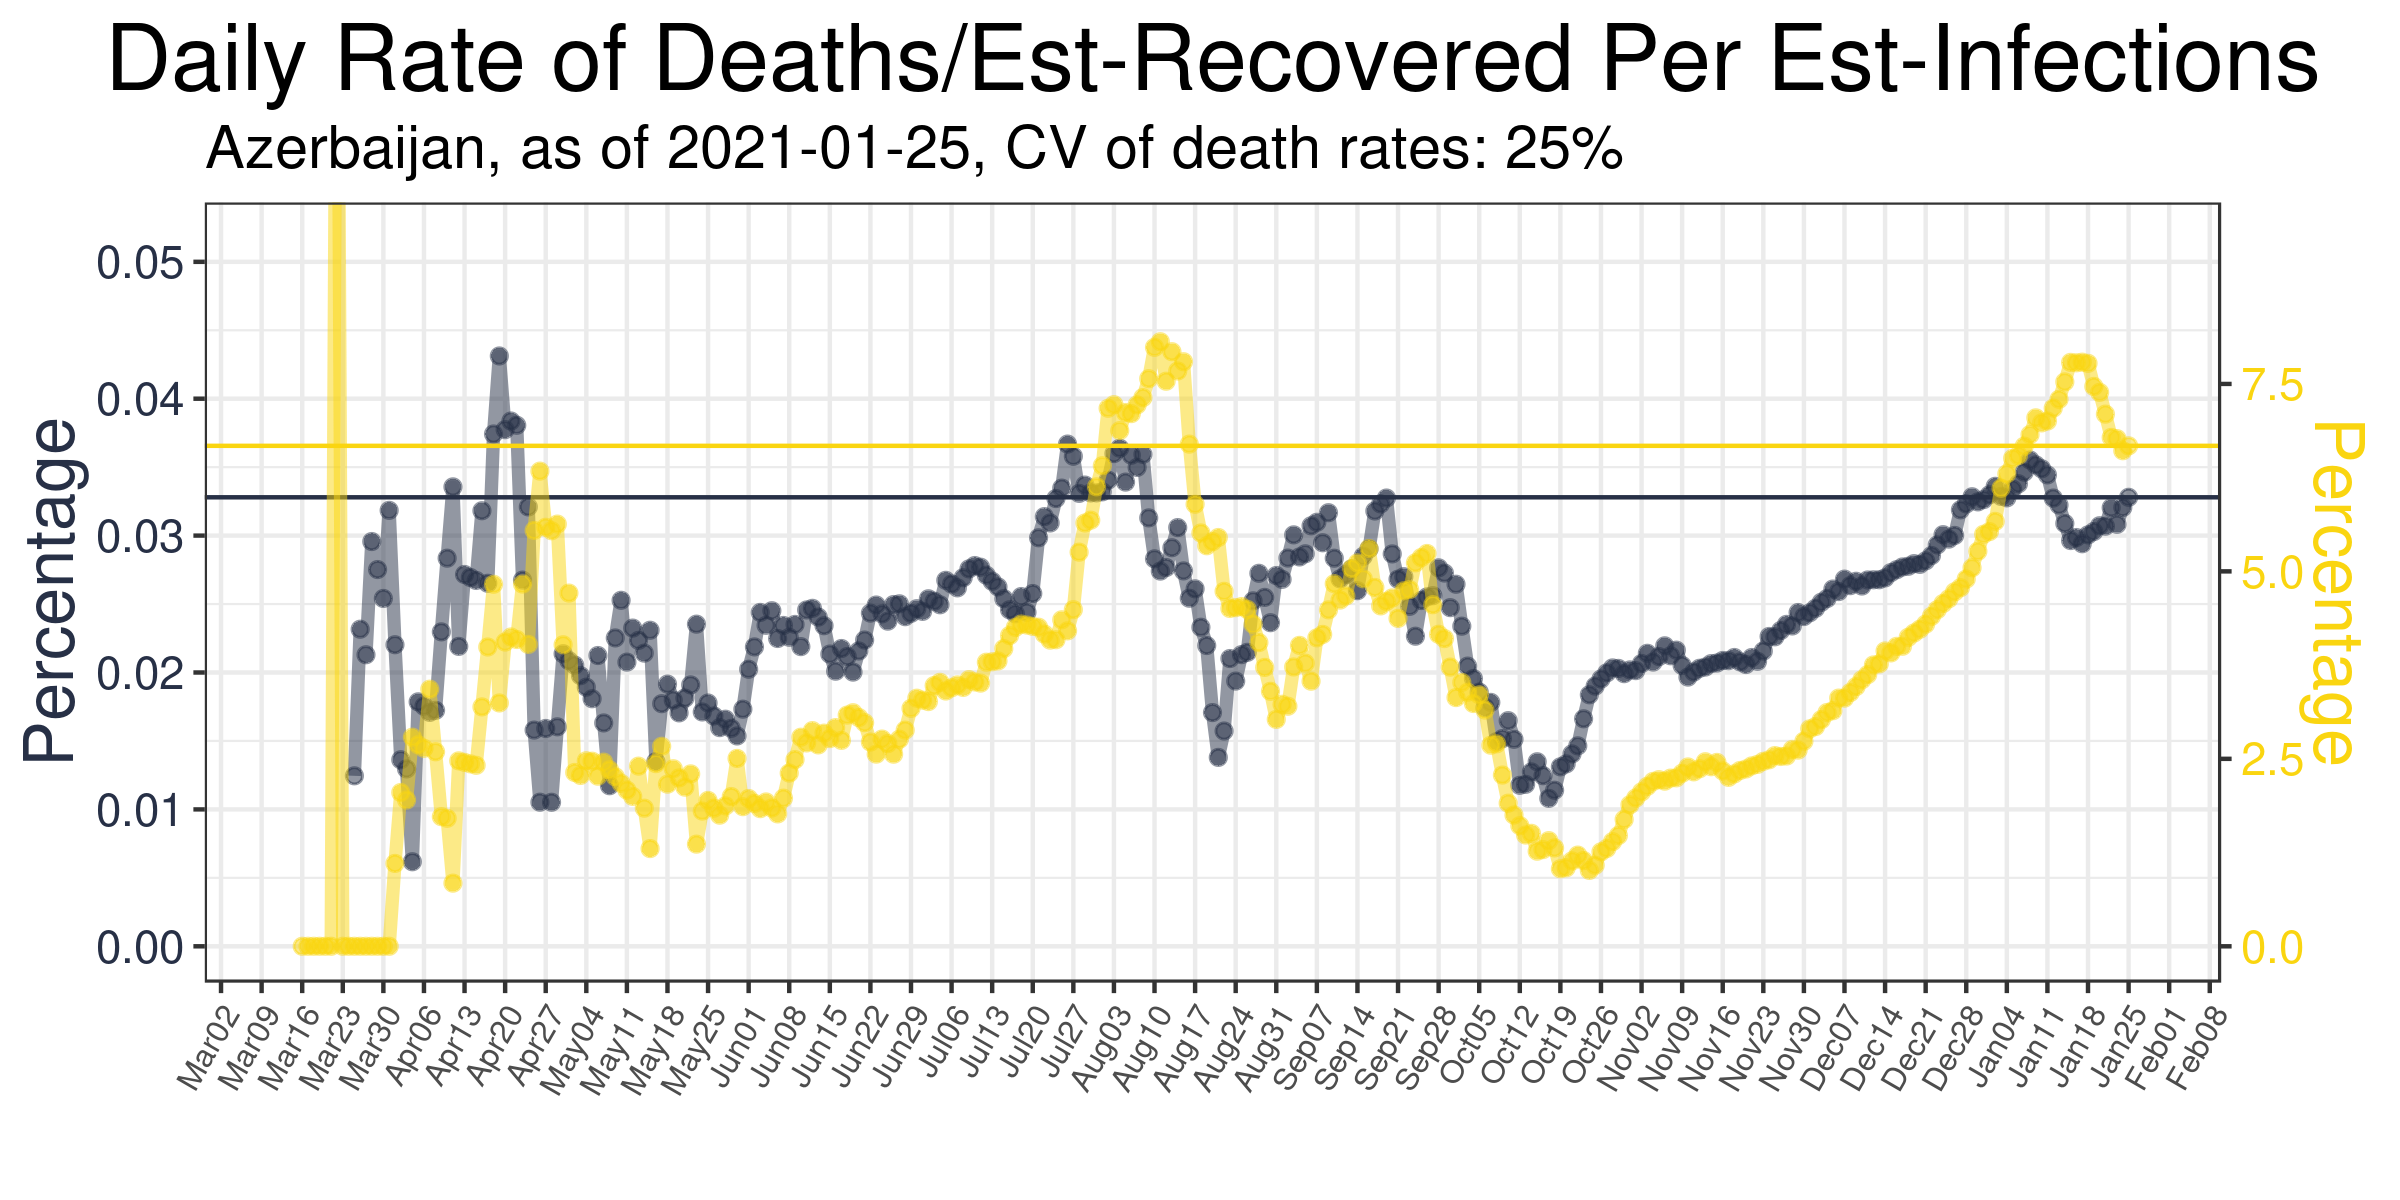 Daily Rate of Deaths/Est-Recovered Per Est-Infections
Azerbaijan, as of 2021-01-25, CV of death rates: 25%
Percentage
0.05
0.04
0.03
0.02
0.01
0.00
7.5
5.0
2.5
0.0
Percentage
Mar02
Mar09
Mar16
Mar23
Mar30
Apr06
Apr13
Apr20
Apr27
May04
May11
May18
May25
Jun01
Jun08
Jun15
Jun22
Jun29
Jul06
Jul13
Jul20
Jul27
Aug03
Aug10
Aug17
Aug24
Aug31
Sep07
Sep14
Sep21
Sep28
Oct05
Oct12
Oct19
Oct26
Nov02
Nov09
Nov16
Nov23
Nov30
Dec07
Dec14
Dec21
Dec28
Jan04
Jan11
Jan18
Jan25
Feb01
Feb08